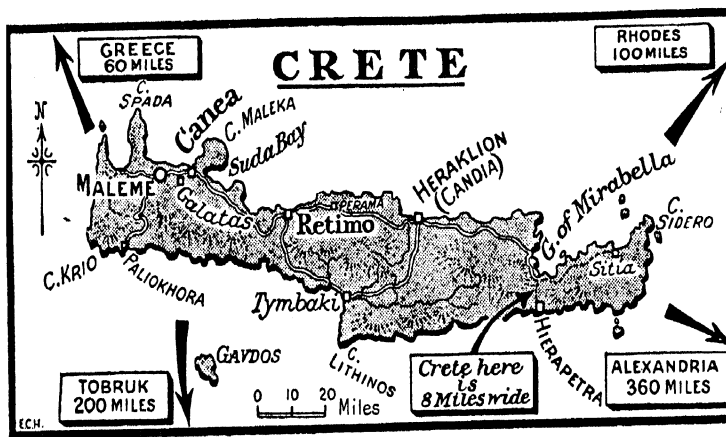 GREECE
60 MILES
CRETE
RHODES
100 MILES
C.
SPADA
N
Canea
C. MALEKA
Suda Bay
MALEME
Galatas
PERAMA
HERAKLION
(CANDIA)
Retimo
G. of Mirabella
C.
SIDERO
Sitia
C. KRIO
PALIOKHORA
Tymbaki
HIERAPETRA
GAVDOS
C.
LITHINOS
Crete here
is
8 Miles wide
TOBRUK
200 MILES
0 10 20
Miles
ALEXANDRIA
360 MILES
E.C.H.